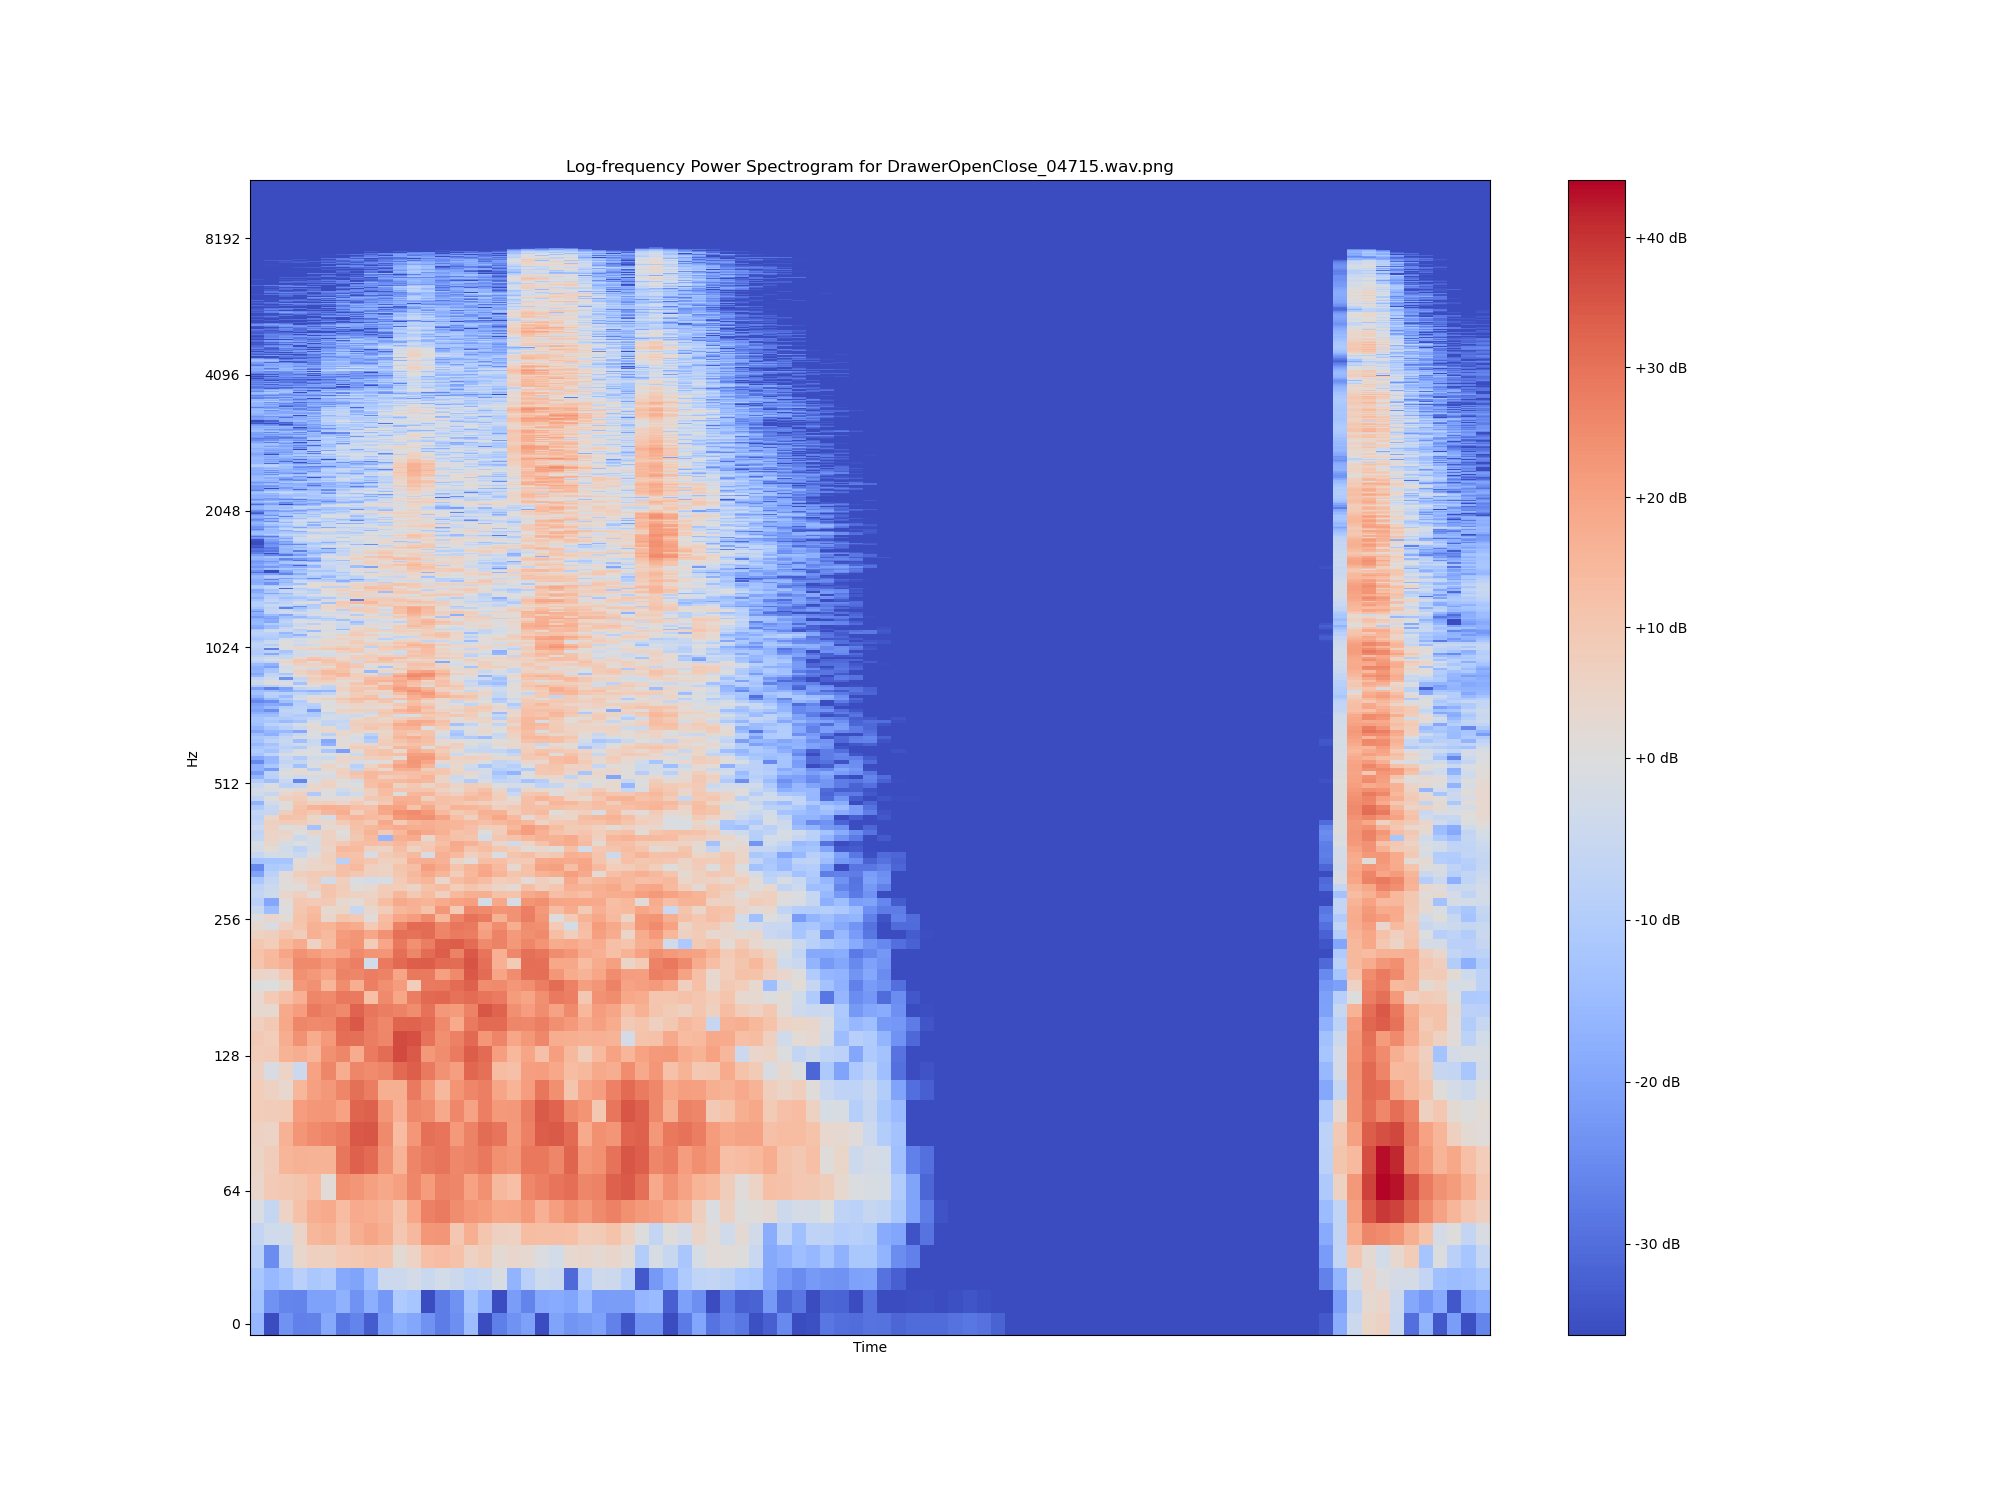 Log-frequency Power Spectrogram for DrawerOpenClose_04715.wav.png
8192
4096
2048
1024
512
256
128
64
0
Hz
Time
+40 dB
+30 dB
+20 dB
+10 dB
+0 dB
-10 dB
-20 dB
-30 dB